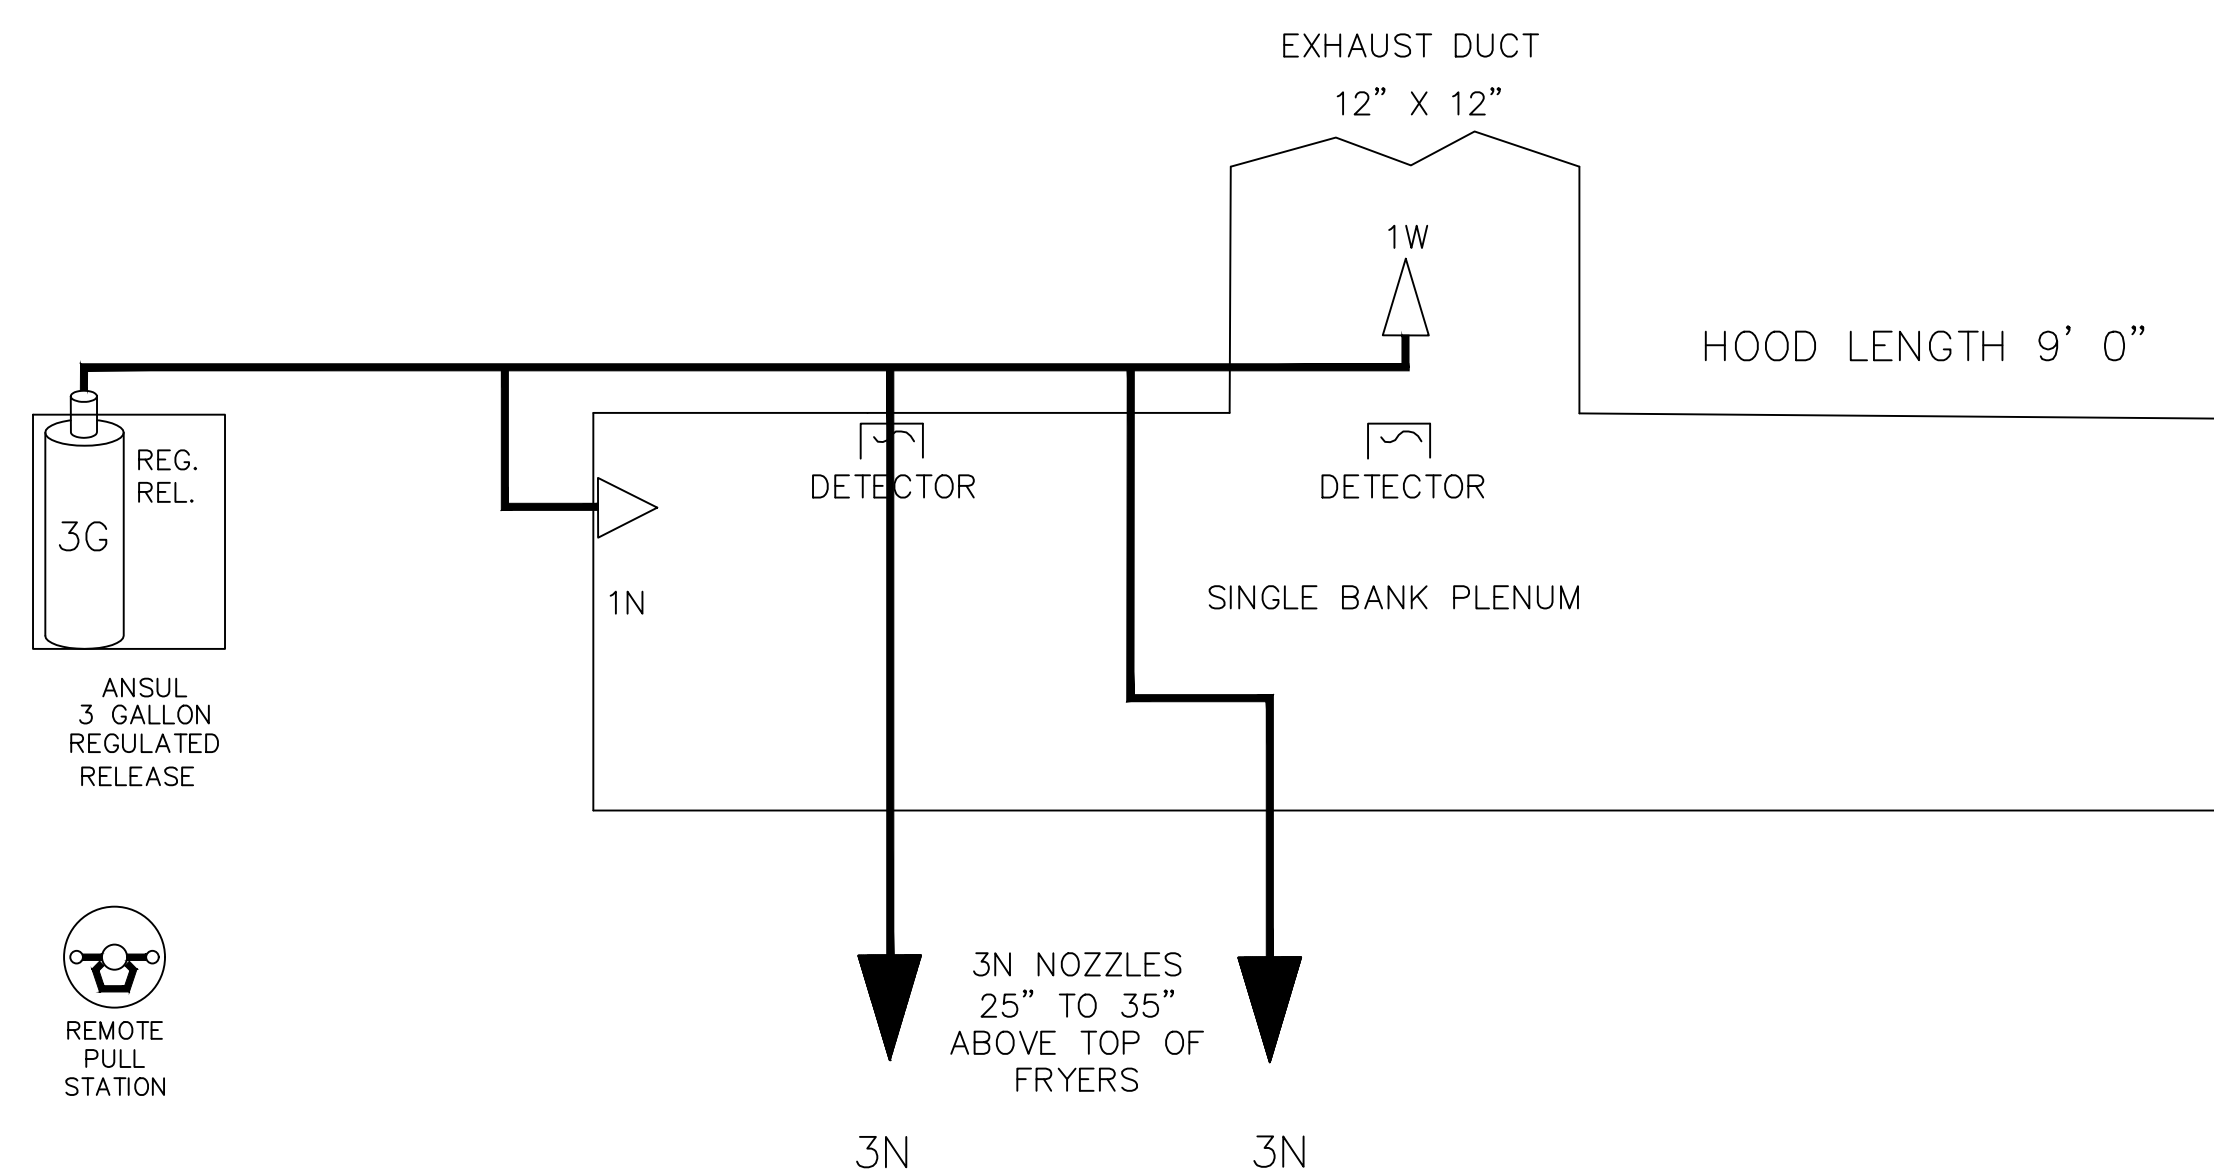 EXHAUST DUCT
12” X 12”
1W
HOOD LENGTH 9’ 0”
REG.
REL.
3G
DETECTOR
DETECTOR
1N
SINGLE BANK PLENUM
ANSUL
3 GALLON
REGULATED
RELEASE
3N NOZZLES
25” TO 35”
ABOVE TOP OF
FRYERS
REMOTE
PULL
STATION
3N
3N